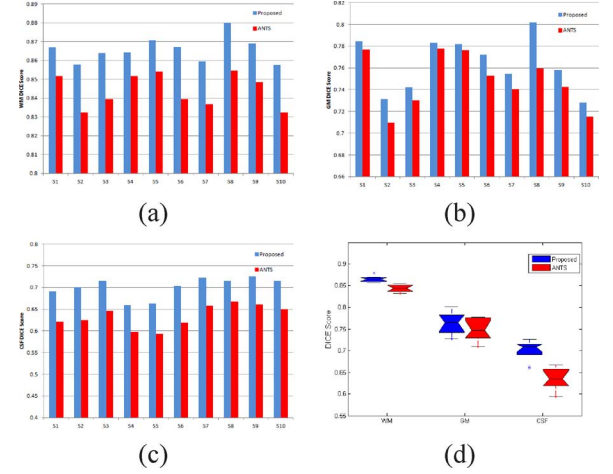 0.89
0.88
0.87
0.86
0.85
0.84
0.83
0.82
0.81
0.8
WM DICE Score
Proposed
ANTS
S1 S2 S3 S4 S5 S6 S7 S8 S9 S10
(a)
0.82
0.8
0.78
0.76
0.74
0.72
0.7
0.68
0.66
GM DICE Score
Proposed
ANTS
S1 S2 S3 S4 S5 S6 S7 S8 S9 S10
(b)
0.8
0.75
0.7
0.65
0.6
0.55
0.5
0.45
0.4
CSF DICE Score
Proposed
ANTS
S1 S2 S3 S4 S5 S6 S7 S8 S9 S10
(c)
0.9
0.85
0.8
0.75
0.7
0.65
0.6
0.55
DICE Score
Proposed
ANTS
WM GM CSF
(d)